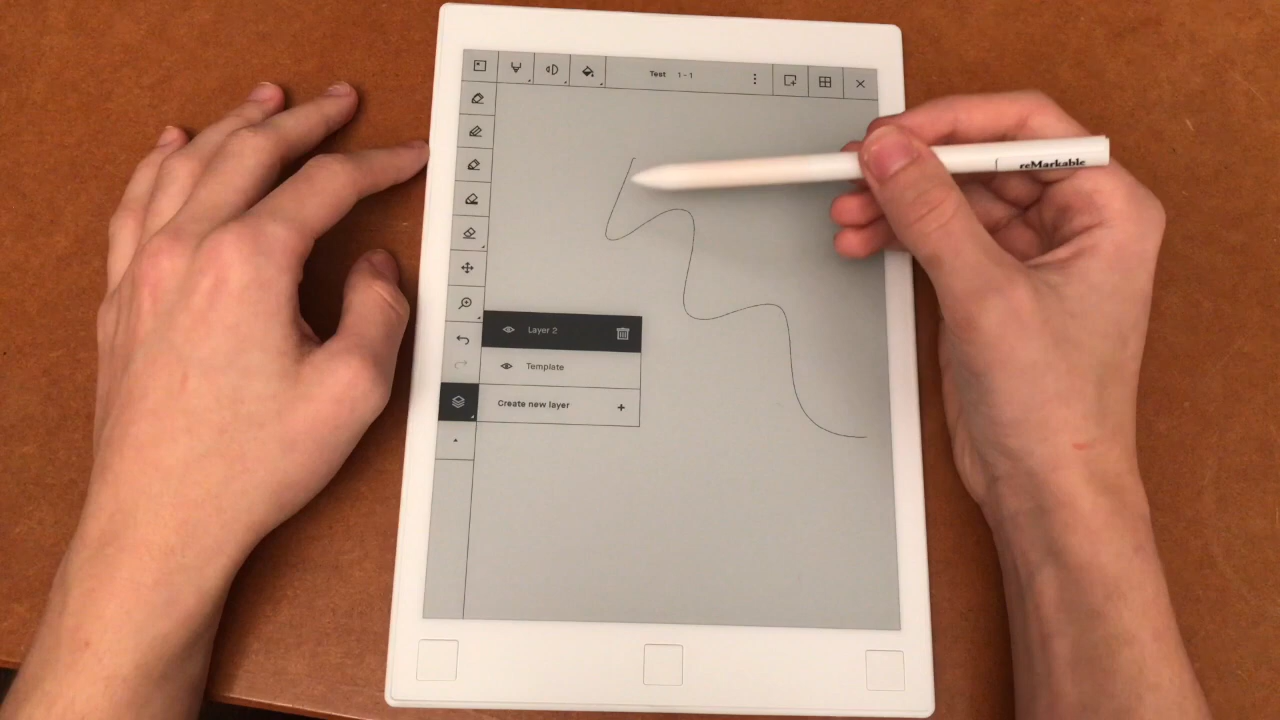 Test 1 - 1
reMarkable
Layer 2
Template
Create new layer +